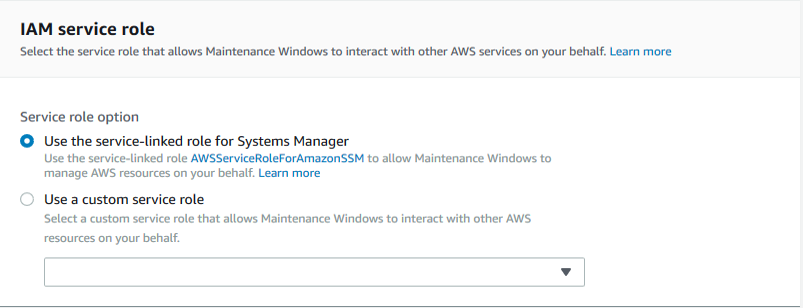 IAM service role
Select the service role that allows Maintenance Windows to interact with other AWS services on your behalf. Learn more
Service role option
Use the service-linked role for Systems Manager
Use the service-linked role AWSServiceRoleForAmazonSSM to allow Maintenance Windows to
manage AWS resources on your behalf. Learn more
Use a custom service role
Select a custom service role that allows Maintenance Windows to interact with other AWS
resources on your behalf.